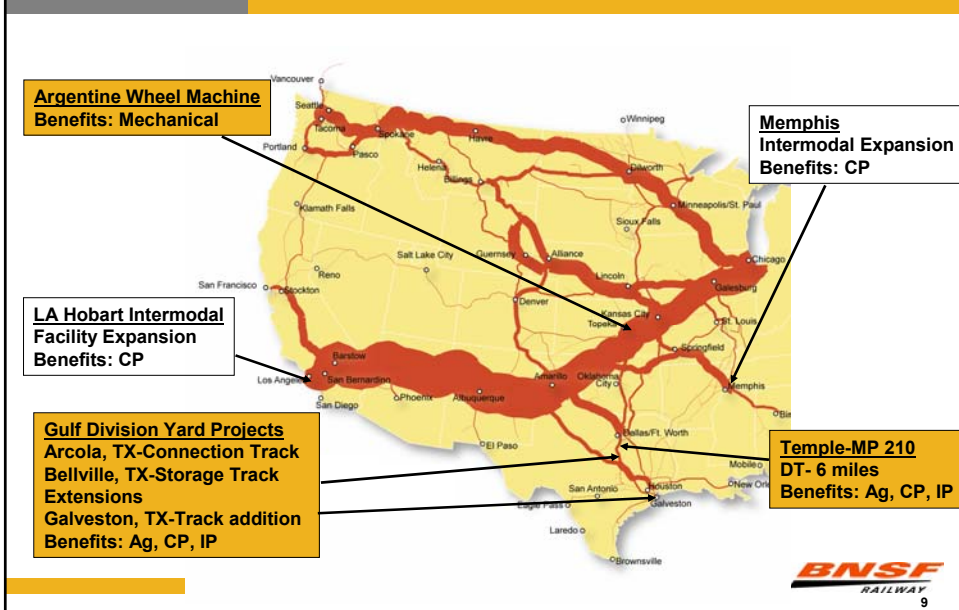 Vancouver
Argentine Wheel Machine
Benefits: Mechanical
Seattle
Tacoma
Spokane
Portland
Pasco
Havre
Helena
Billings
Winnipeg
Dilworth
Minneapolis/St. Paul
Sioux Falls
Memphis
Intermodal Expansion
Benefits: CP
Klamath Falls
Salt Lake City
Guernsey
Alliance
Reno
San Francisco
Stockton
Lincoln
Denver
Chicago
Galesburg
Kansas City
Topeka
St. Louis
Springfield
LA Hobart Intermodal
Facility Expansion
Benefits: CP
Barstow
Los Angeles
San Bernardino
San Diego
Phoenix
Albuquerque
Amarillo
Oklahoma
City
Memphis
El Paso
Dallas/Ft. Worth
Gulf Division Yard Projects
Arcola, TX-Connection Track
Bellville, TX-Storage Track
Extensions
Galveston, TX-Track addition
Benefits: Ag, CP, IP
Temple-MP 210
DT- 6 miles
Benefits: Ag, CP, IP
Mobile
New Orl
San Antonio
Houston
Galveston
Eagle Pass
Laredo
Brownsville
BNSF
RAILWAY
9